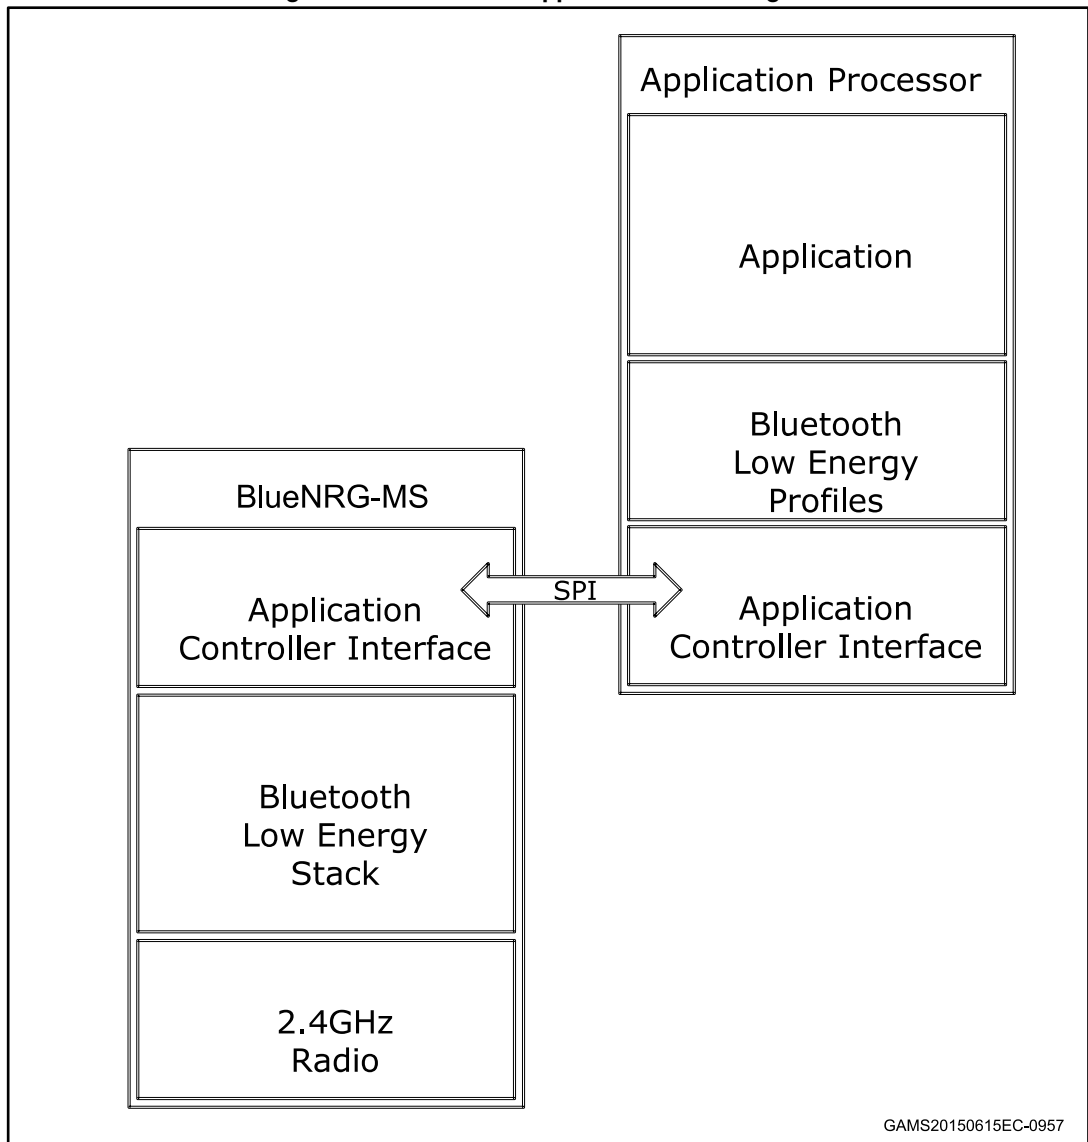 Application Processor
Application
Bluetooth
Low Energy
Profiles
BlueNRG-MS
SPI
Application
Controller Interface
Application
Controller Interface
Bluetooth
Low Energy
Stack
2.4GHz
Radio
GAMS20150615EC-0957